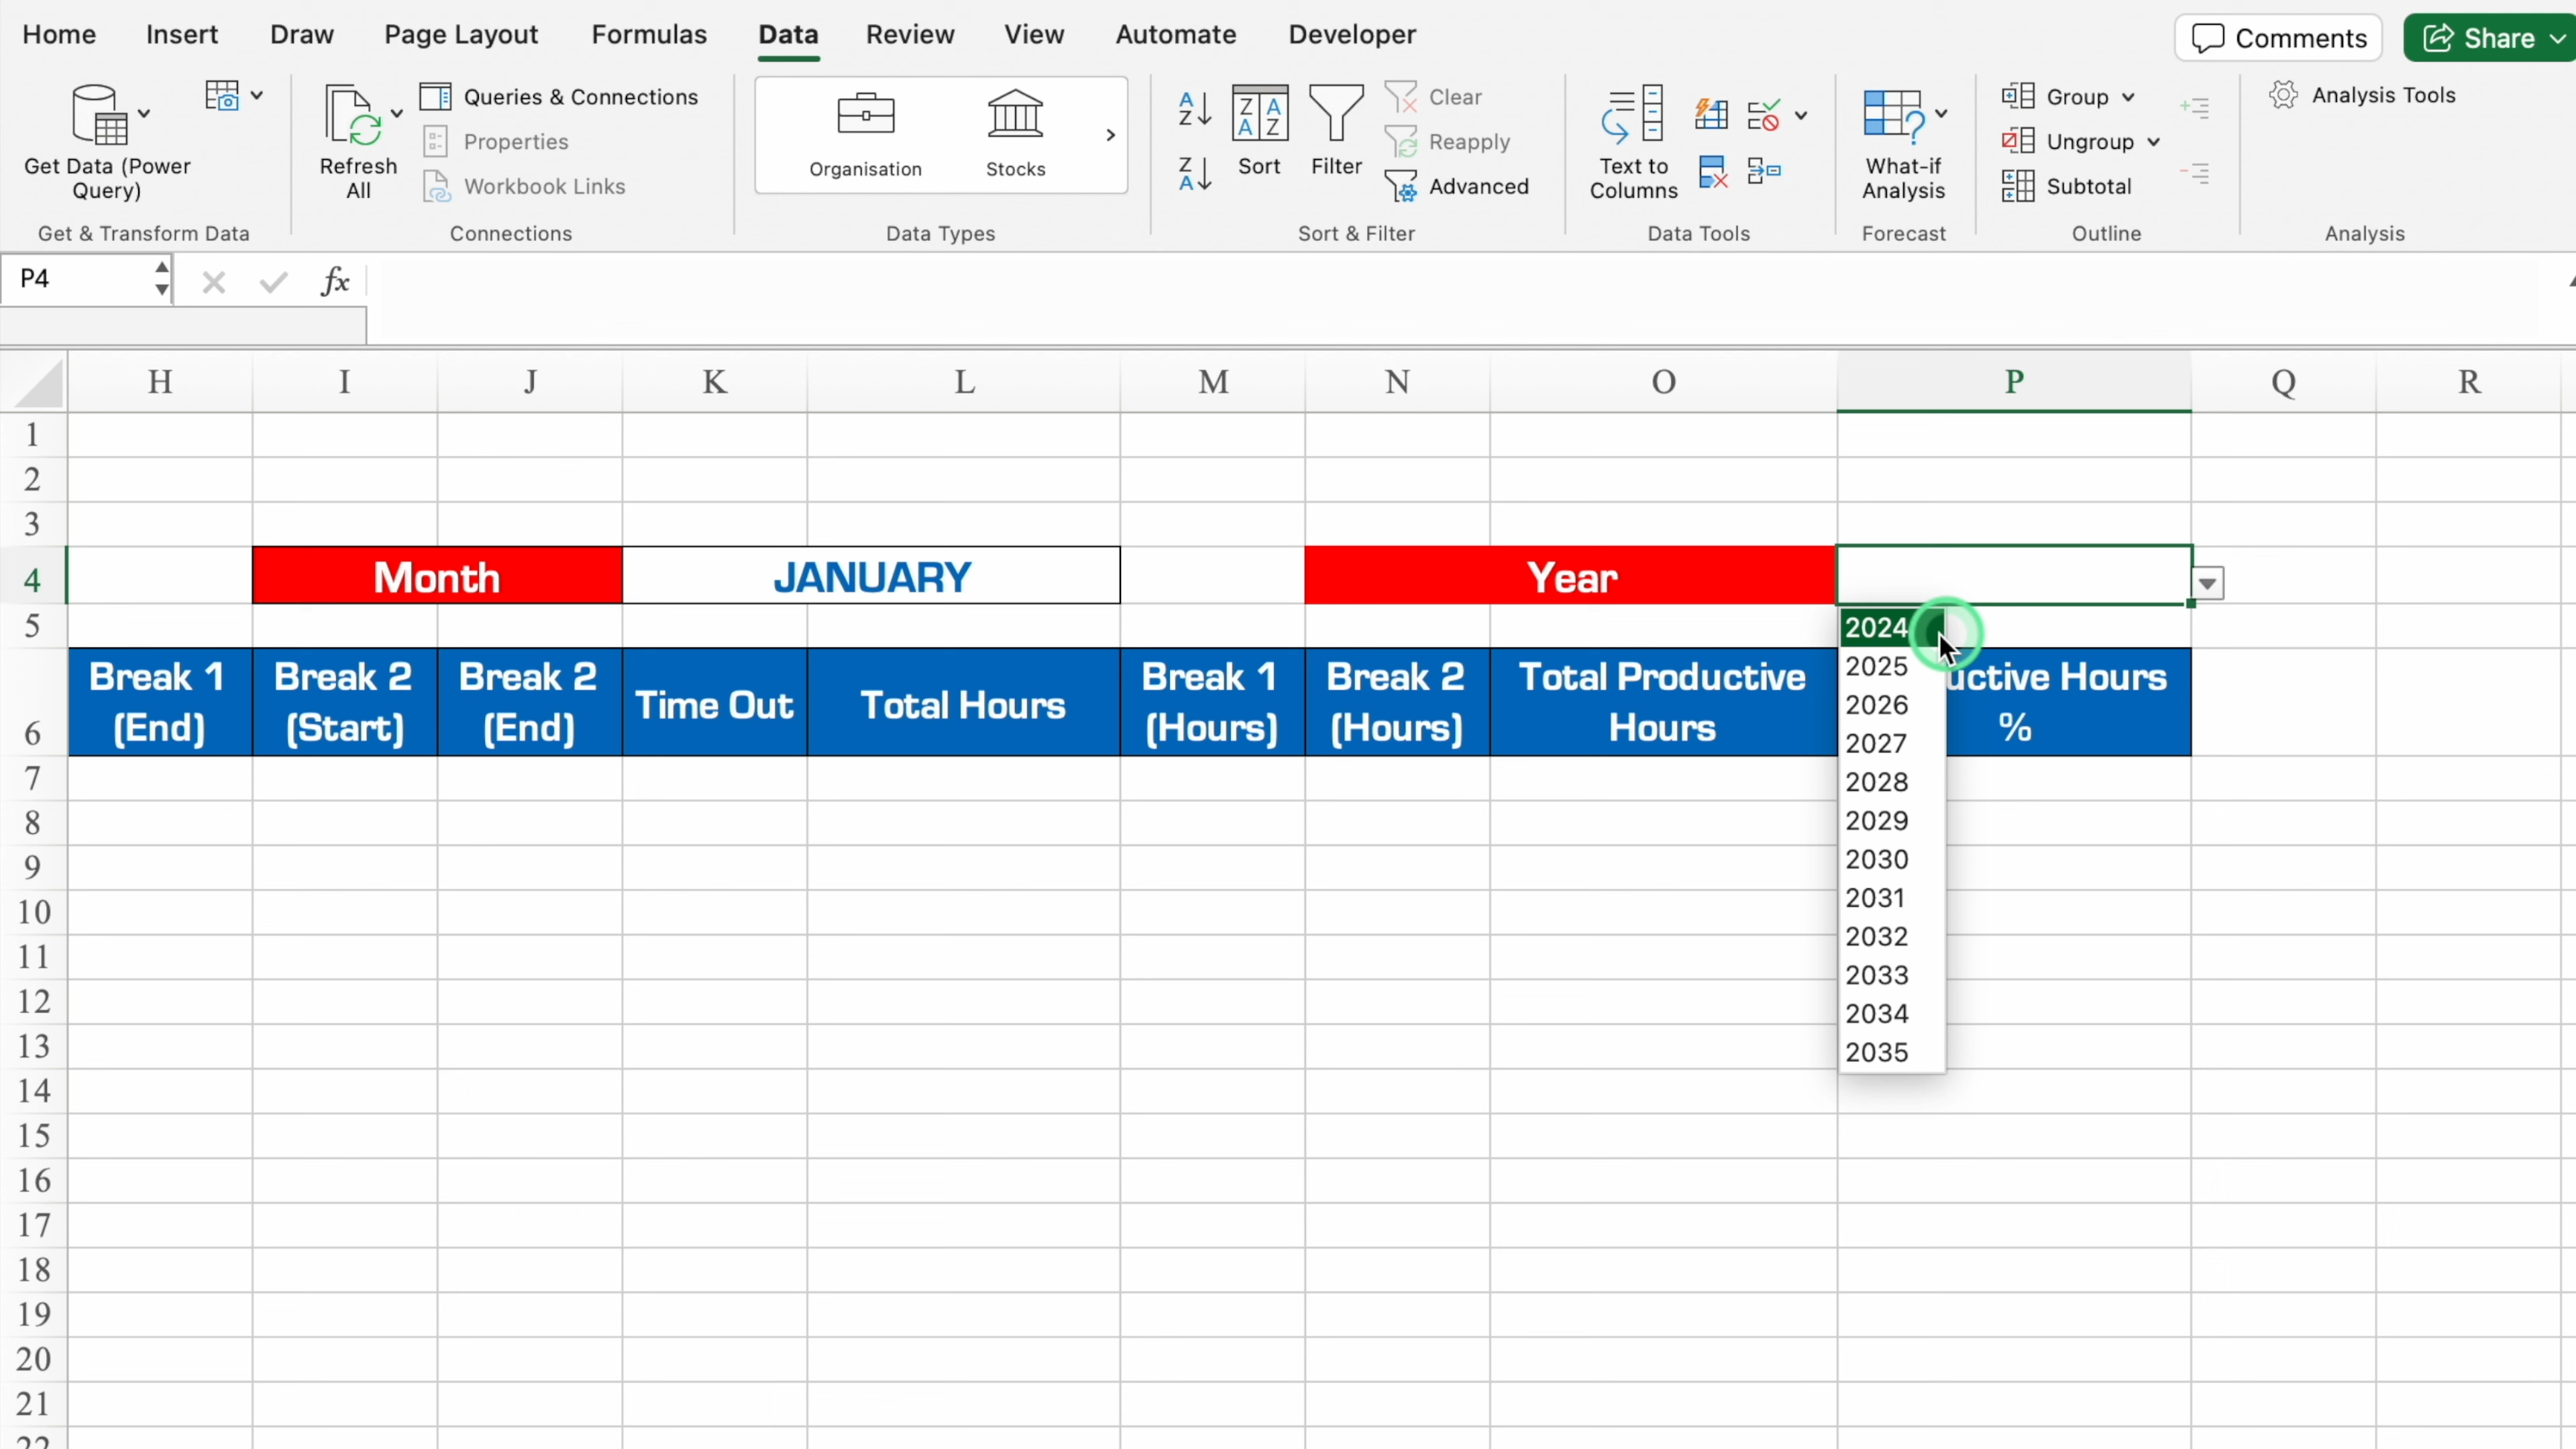 Home Insert Draw Page Layout Formulas Data Review View Automate Developer Comments Share
Get Data (Power
Query)
Get & Transform Data
Refresh
All
Queries & Connections
Properties
Workbook Links
Connections
Organisation Stocks
Data Types
Sort Filter
Clear
Reapply
Advanced
Sort & Filter
Text to
Columns
Data Tools
What-if
Analysis
Forecast
Group
Ungroup
Subtotal
Outline
Analysis Tools
Analysis
P4 fx
H I J K L M N O P Q R
1
2
3
4 Month JANUARY Year
5 2024
6 Break 1
(End) Break 2
(Start) Break 2
(End) Time Out Total Hours Break 1
(Hours) Break 2
(Hours) Total Productive
Hours uctive Hours
%
2025
2026
2027
2028
2029
2030
2031
2032
2033
2034
2035
7
8
9
10
11
12
13
14
15
16
17
18
19
20
21
22